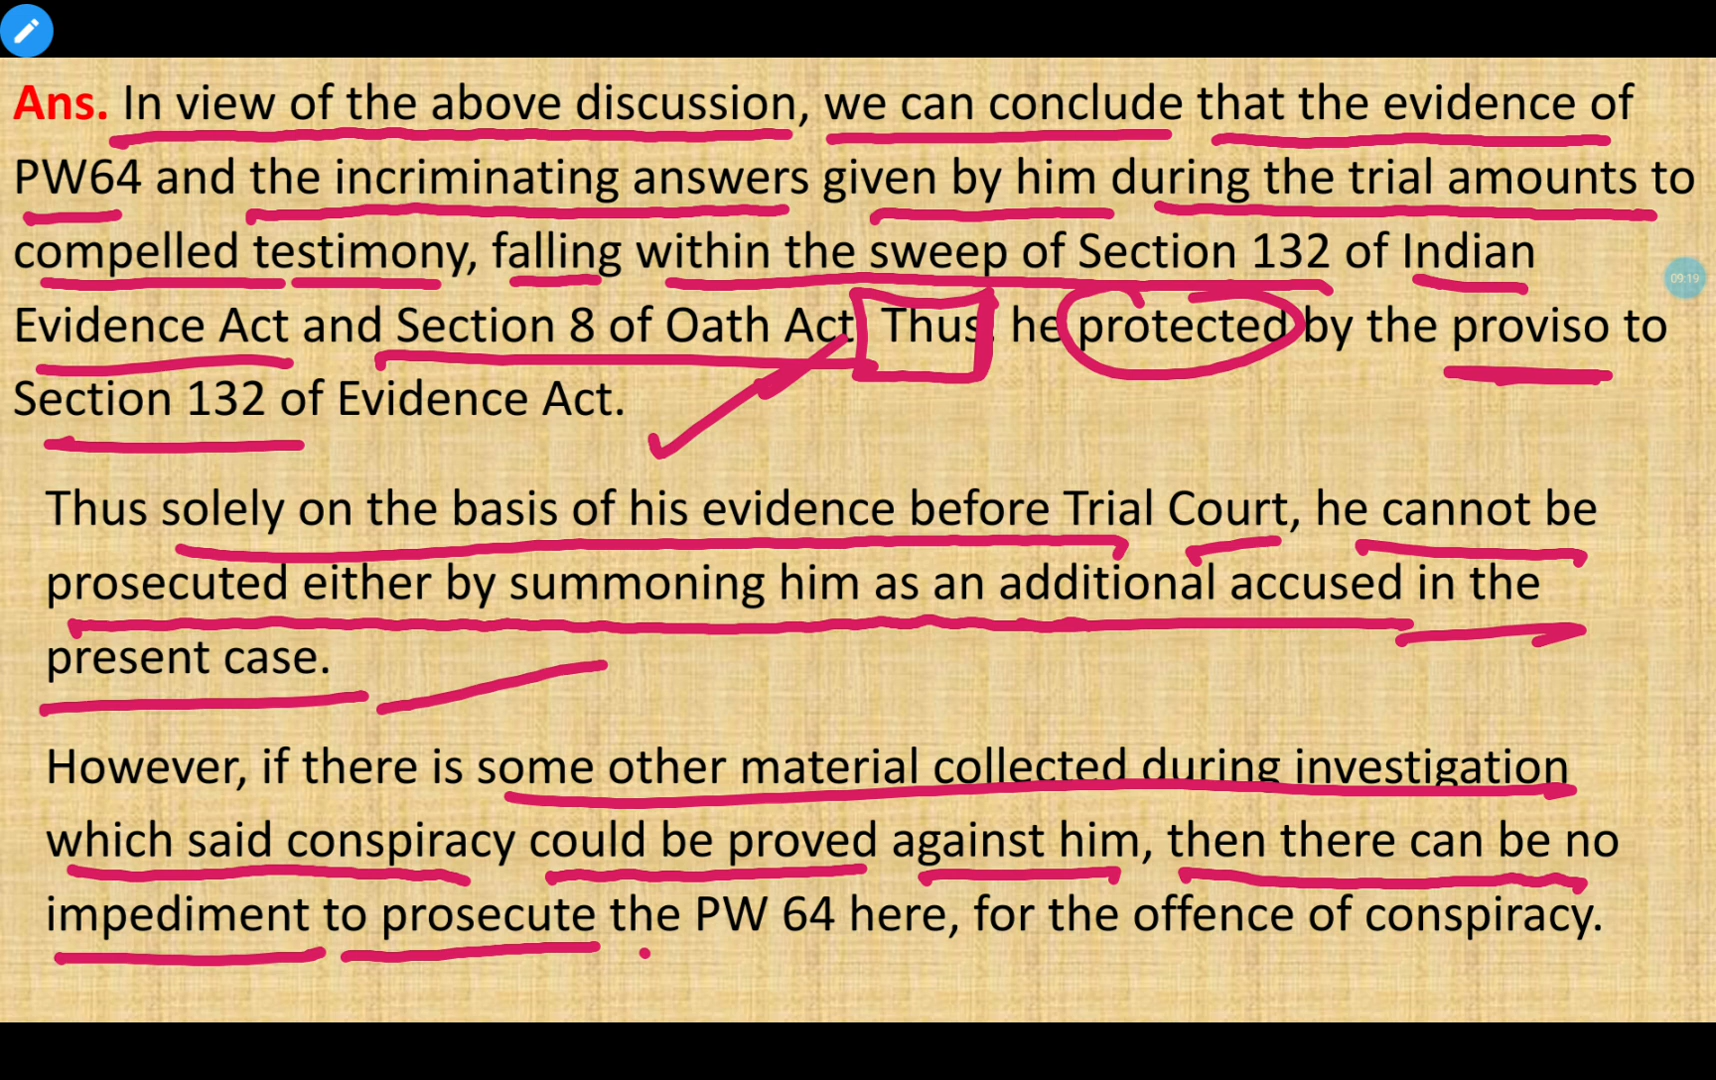 Ans. In view of the above discussion, we can conclude that the evidence of
PW64 and the incriminating answers given by him during the trial amounts to
compelled testimony, falling within the sweep of Section 132 of Indian
Evidence Act and Section 8 of Oath Act. Thus, he protected by the proviso to
Section 132 of Evidence Act.
Thus solely on the basis of his evidence before Trial Court, he cannot be
prosecuted either by summoning him as an additional accused in the
present case.
However, if there is some other material collected during investigation
which said conspiracy could be proved against him, then there can be no
impediment to prosecute the PW 64 here, for the offence of conspiracy.
09:19